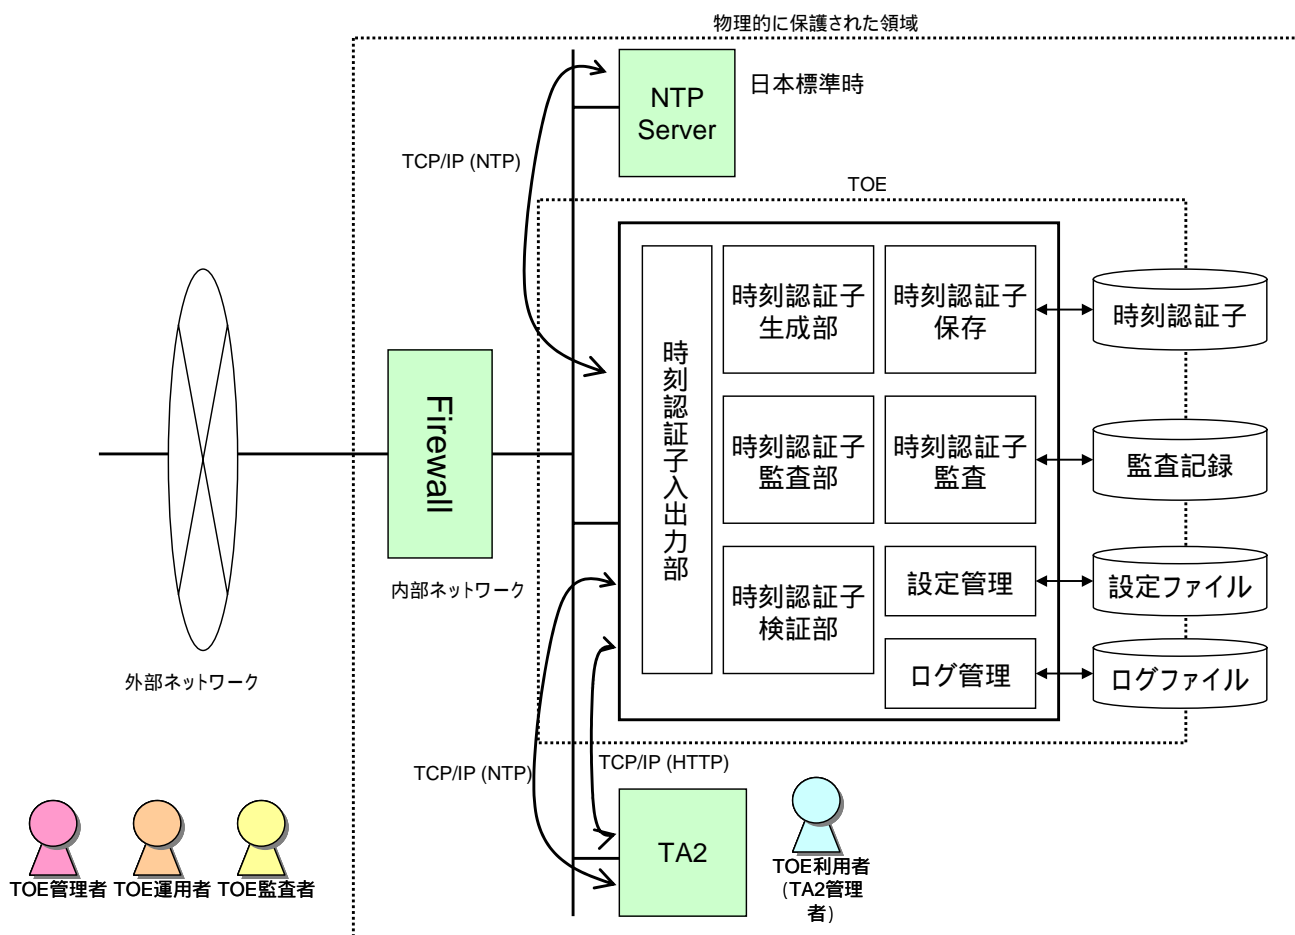 物理的に保護された領域
NTP
Server
日本標準時
TCP/IP (NTP)
TOE
時刻認証子入出力部
時刻認証子
生成部
時刻認証子
保存
時刻認証子
Firewall
時刻認証子
監査部
時刻認証子
監査
監査記録
内部ネットワーク
時刻認証子
検証部
設定管理
設定ファイル
ログ管理
ログファイル
外部ネットワーク
TCP/IP (NTP)
TCP/IP (HTTP)
TA2
TOE管理者
TOE運用者
TOE監査者
TOE利用者
(TA2管理
者)